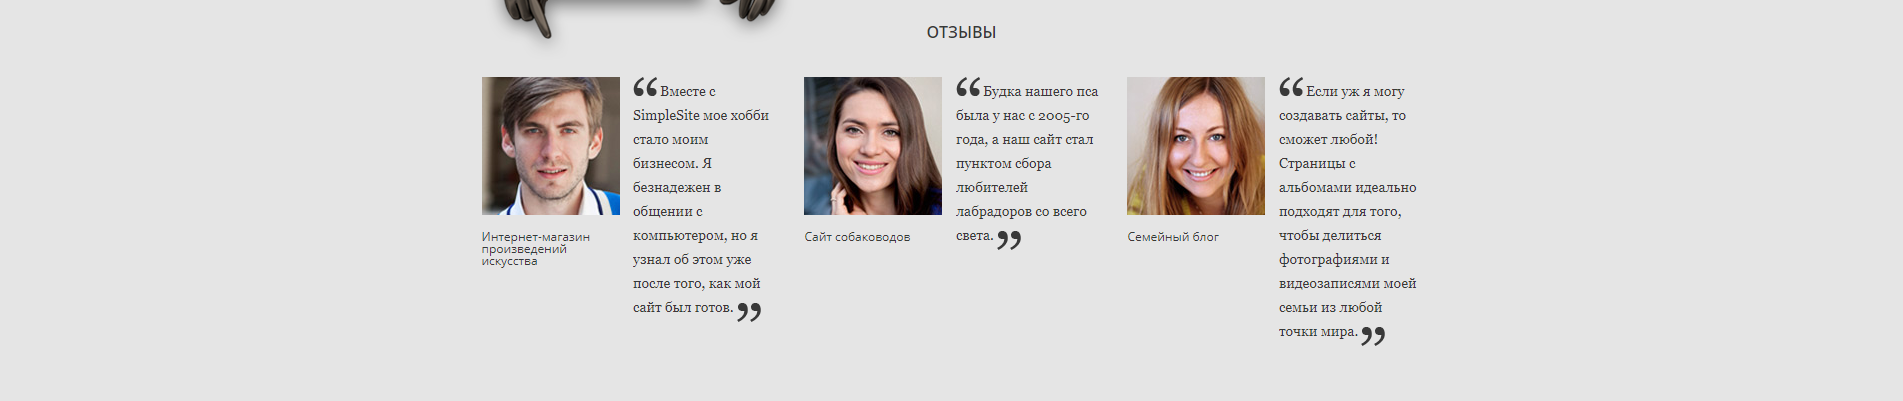 ОТЗЫВЫ
“ Вместе с
SimpleSite мое хобби
стало моим
бизнесом. Я
безнадежен в
общении с
компьютером, но я
узнал об этом уже
после того, как мой
сайт был готов. ”
Интернет-магазин
произведений
искусства
“ Будка нашего пса
была у нас с 2005-го
года, а наш сайт стал
пунктом сбора
любителей
лабрадоров со всего
света. ”
Сайт собаководов
“ Если уж я могу
создавать сайты, то
сможет любой!
Страницы с
альбомами идеально
подходят для того,
чтобы делиться
фотографиями и
видеозаписями моей
семьи из любой
точки мира. ”
Семейный блог